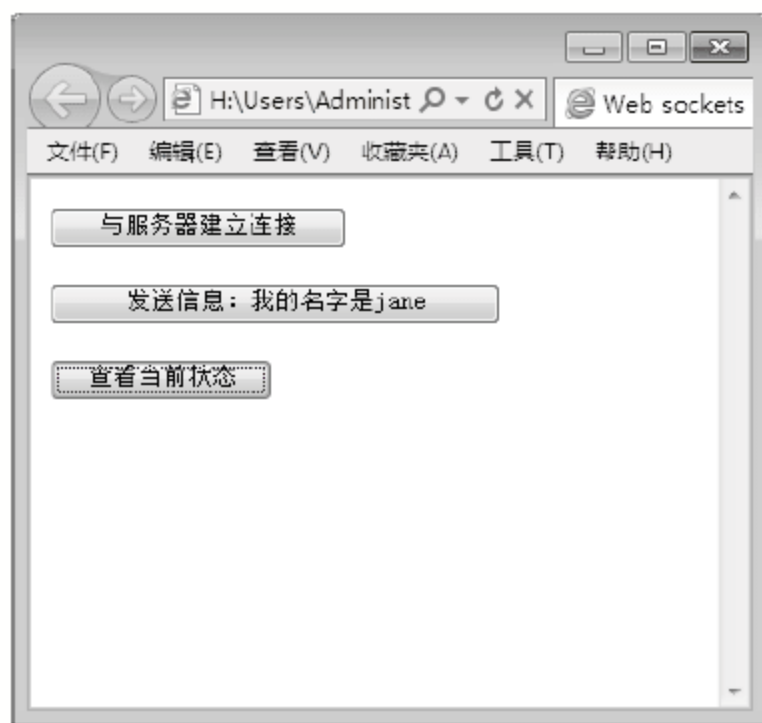 H:\Users\Administ
Web sockets
文件(F) 编辑(E) 查看(V) 收藏夹(A) 工具(T) 帮助(H)
与服务器建立连接
发送信息：我的名字是jane
查看当前状态